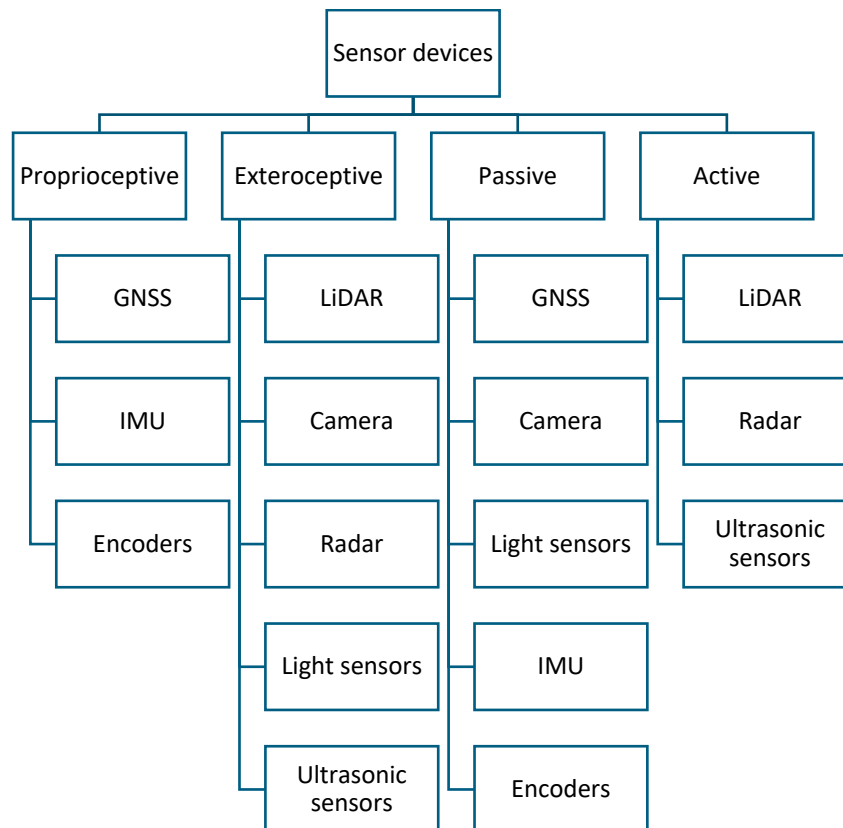 Sensor devices
Proprioceptive
Exteroceptive
Passive
Active
GNSS
LiDAR
GNSS
LiDAR
IMU
Camera
Camera
Radar
Encoders
Radar
Light sensors
Ultrasonic
sensors
Light sensors
IMU
Ultrasonic
sensors
Encoders